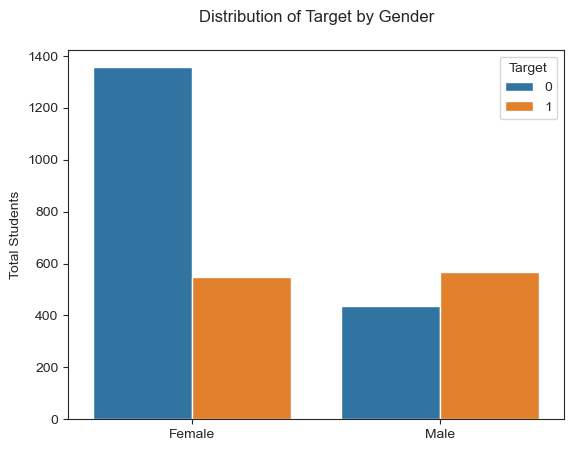 Distribution of Target by Gender
1400
1200
1000
800
600
400
200
0
Total Students
Target
0
1
Female
Male